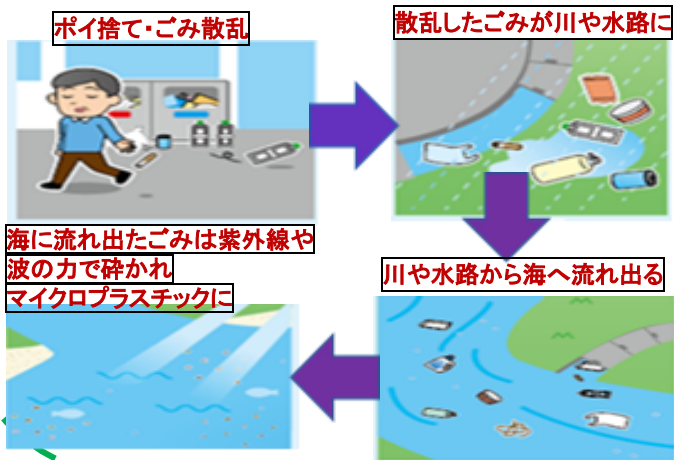 ポイ捨て・ごみ散乱
散乱したごみが川や水路に
川や水路から海へ流れ出る
海に流れ出たごみは紫外線や
波の力で砕かれ
マイクロプラスチックに